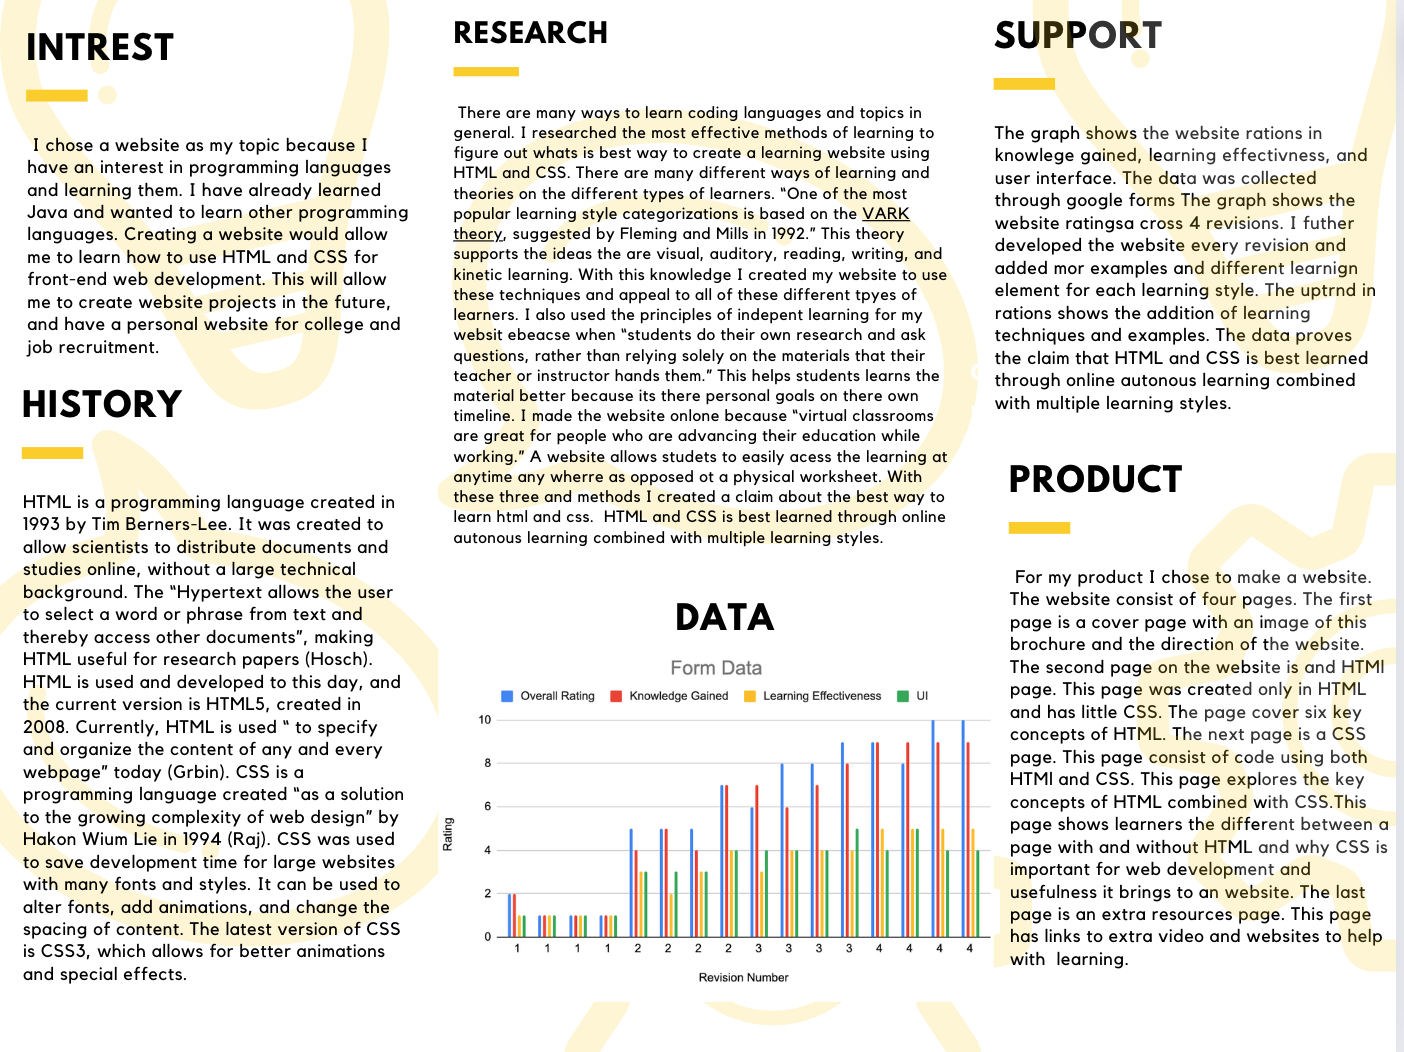 INTREST
I chose a website as my topic because I
have an interest in programming languages
and learning them. I have already learned
Java and wanted to learn other programming
languages. Creating a website would allow
me to learn how to use HTML and CSS for
front-end web development. This will allow
me to create website projects in the future,
and have a personal website for college and
job recruitment.
HISTORY
HTML is a programming language created in
1993 by Tim Berners-Lee. It was created to
allow scientists to distribute documents and
studies online, without a large technical
background. The “Hypertext allows the user
to select a word or phrase from text and
thereby access other documents”, making
HTML useful for research papers (Hosch).
HTML is used and developed to this day, and
the current version is HTML5, created in
2008. Currently, HTML is used “ to specify
and organize the content of any and every
webpage” today (Grbin). CSS is a
programming language created “as a solution
to the growing complexity of web design” by
Hakon Wium Lie in 1994 (Raj). CSS was used
to save development time for large websites
with many fonts and styles. It can be used to
alter fonts, add animations, and change the
spacing of content. The latest version of CSS
is CSS3, which allows for better animations
and special effects.
RESEARCH
There are many ways to learn coding languages and topics in
general. I researched the most effective methods of learning to
figure out whats is best way to create a learning website using
HTML and CSS. There are many different ways of learning and
theories on the different types of learners. “One of the most
popular learning style categorizations is based on the VARK
theory, suggested by Fleming and Mills in 1992.” This theory
supports the ideas the are visual, auditory, reading, writing, and
kinetic learning. With this knowledge I created my website to use
these techniques and appeal to all of these different tpyes of
learners. I also used the principles of indepent learning for my
websit ebeacse when “students do their own research and ask
questions, rather than relying solely on the materials that their
teacher or instructor hands them.” This helps students learns the
material better because its there personal goals on there own
timeline. I made the website onlone because “virtual classrooms
are great for people who are advancing their education while
working.” A website allows studets to easily acess the learning at
anytime any wherre as opposed ot a physical worksheet. With
these three and methods I created a claim about the best way to
learn html and css.  HTML and CSS is best learned through online
autonous learning combined with multiple learning styles.
DATA
Form Data
Overall Rating Knowledge Gained Learning Effectiveness UI
10
8
6
4
2
0
Rating
1 1 1 1 2 2 2 2 3 3 3 3 4 4 4 4
Revision Number
SUPPORT
The graph shows the website rations in
knowlege gained, learning effectivness, and
user interface. The data was collected
through google forms The graph shows the
website ratingsa cross 4 revisions. I futher
developed the website every revision and
added mor examples and different learnign
element for each learning style. The uptrnd in
rations shows the addition of learning
techniques and examples. The data proves
the claim that HTML and CSS is best learned
through online autonous learning combined
with multiple learning styles.
PRODUCT
For my product I chose to make a website.
The website consist of four pages. The first
page is a cover page with an image of this
brochure and the direction of the website.
The second page on the website is and HTMl
page. This page was created only in HTML
and has little CSS. The page cover six key
concepts of HTML. The next page is a CSS
page. This page consist of code using both
HTMl and CSS. This page explores the key
concepts of HTML combined with CSS.This
page shows learners the different between a
page with and without HTML and why CSS is
important for web development and
usefulness it brings to an website. The last
page is an extra resources page. This page
has links to extra video and websites to help
with  learning.